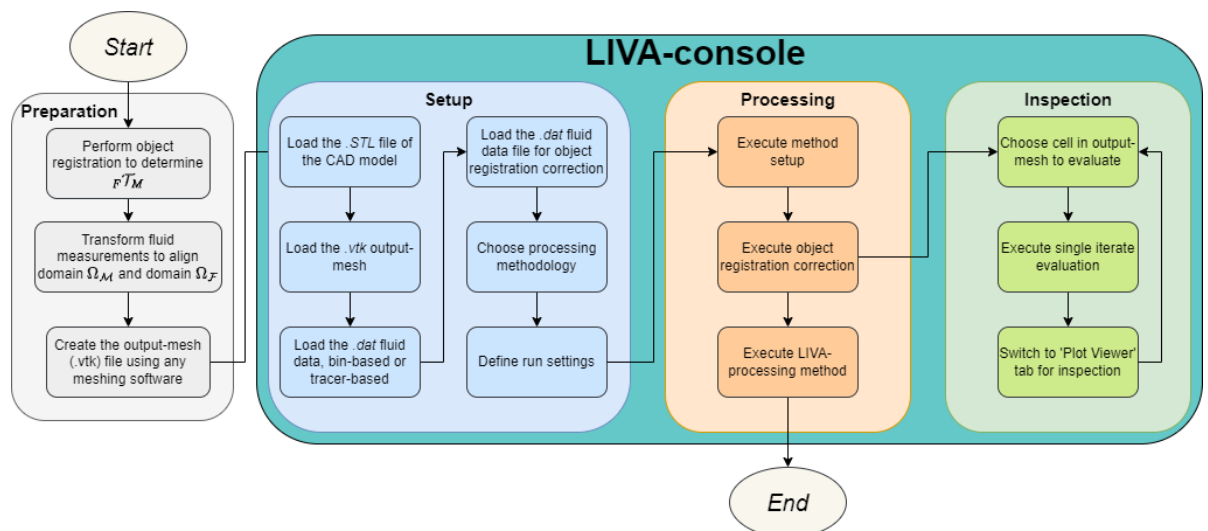 Start
LIVA-console
Preparation
Perform object
registration to determine
F𝒯M
Transform fluid
measurements to align
domain Ω𝓜 and domain Ω𝓕
Create the output-mesh
(.vtk) file using any
meshing software
Setup
Load the .STL file of
the CAD model
Load the .vtk output-
mesh
Load the .dat fluid
data, bin-based or
tracer-based
Load the .dat fluid
data file for object
registration correction
Choose processing
methodology
Define run settings
Processing
Execute method
setup
Execute object
registration correction
Execute LIVA-
processing method
Inspection
Choose cell in output-
mesh to evaluate
Execute single iterate
evaluation
Switch to 'Plot Viewer'
tab for inspection
End